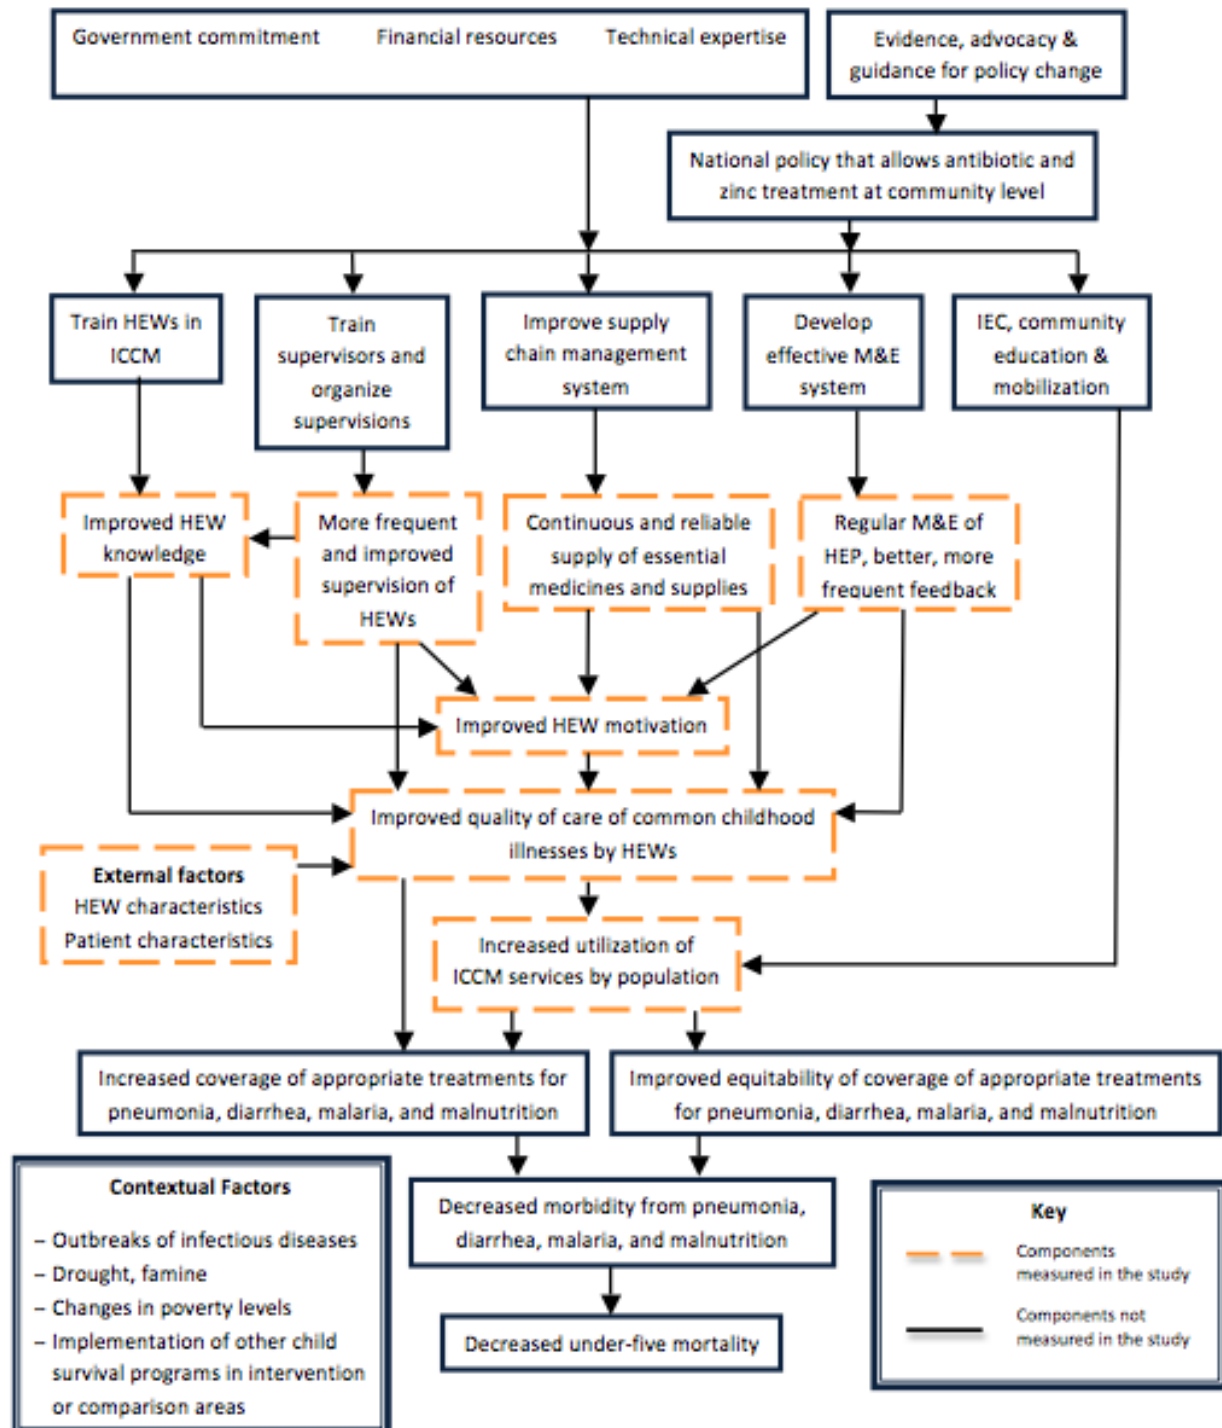 Government commitment Financial resources Technical expertise
Evidence, advocacy &
guidance for policy change
National policy that allows antibiotic and
zinc treatment at community level
Train HEWs in
ICCM
Train
supervisors and
organize
supervisions
Improve supply
chain management
system
Develop
effective M&E
system
IEC, community
education &
mobilization
Improved HEW
knowledge
More frequent
and improved
supervision of
HEWs
Continuous and reliable
supply of essential
medicines and supplies
Regular M&E of
HEP, better, more
frequent feedback
Improved HEW motivation
Improved quality of care of common childhood
illnesses by HEWs
External factors
HEW characteristics
Patient characteristics
Increased utilization of
ICCM services by population
Increased coverage of appropriate treatments for
pneumonia, diarrhea, malaria, and malnutrition
Improved equitability of coverage of appropriate treatments
for pneumonia, diarrhea, malaria, and malnutrition
Contextual Factors
– Outbreaks of infectious diseases
– Drought, famine
– Changes in poverty levels
– Implementation of other child
survival programs in intervention
or comparison areas
Decreased morbidity from pneumonia,
diarrhea, malaria, and malnutrition
Decreased under-five mortality
Key
Components
measured in the study
Components not
measured in the study